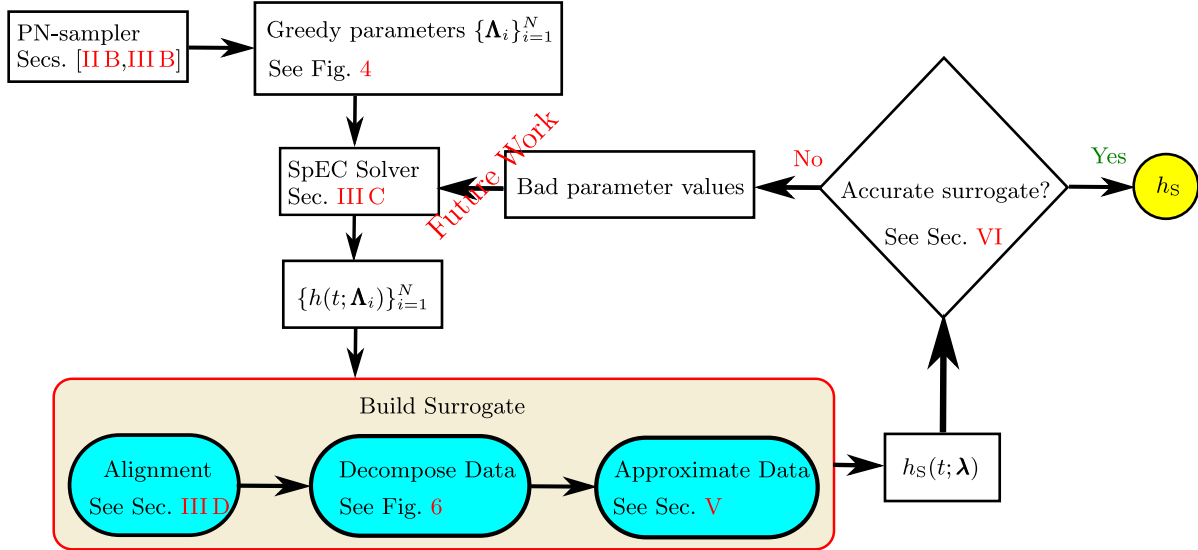 PN-sampler
Secs. [II B,III B]
Greedy parameters {Λ_i}_{i=1}^N
See Fig. 4
SpEC Solver
Sec. III C
Future Work
Bad parameter values
No
Accurate surrogate?
See Sec. VI
Yes
h_S
{h(t; Λ_i)}_{i=1}^N
Build Surrogate
Alignment
See Sec. III D
Decompose Data
See Fig. 6
Approximate Data
See Sec. V
h_S(t; λ)